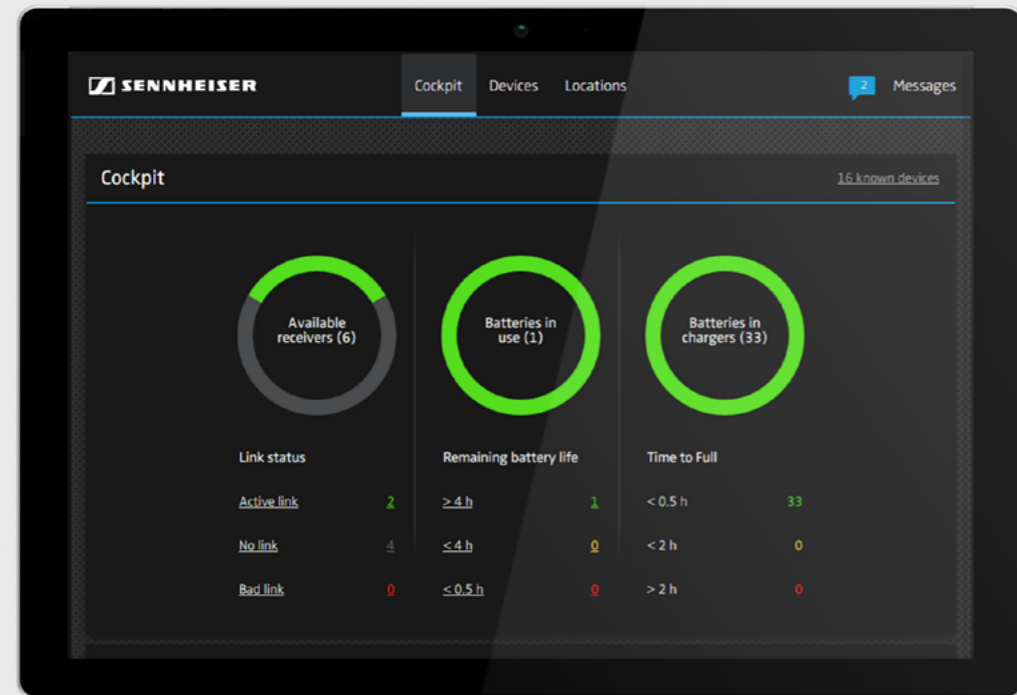 SENNHEISER
Cockpit
Devices
Locations
2
Messages
Cockpit
16 known devices
Available
receivers (6)
Batteries in
use (1)
Batteries in
chargers (33)
Link status
Remaining battery life
Time to Full
Active link 2
> 4 h 1
< 0.5 h 33
No link 4
< 4 h 0
< 2 h 0
Bad link 0
< 0.5 h 0
> 2 h 0